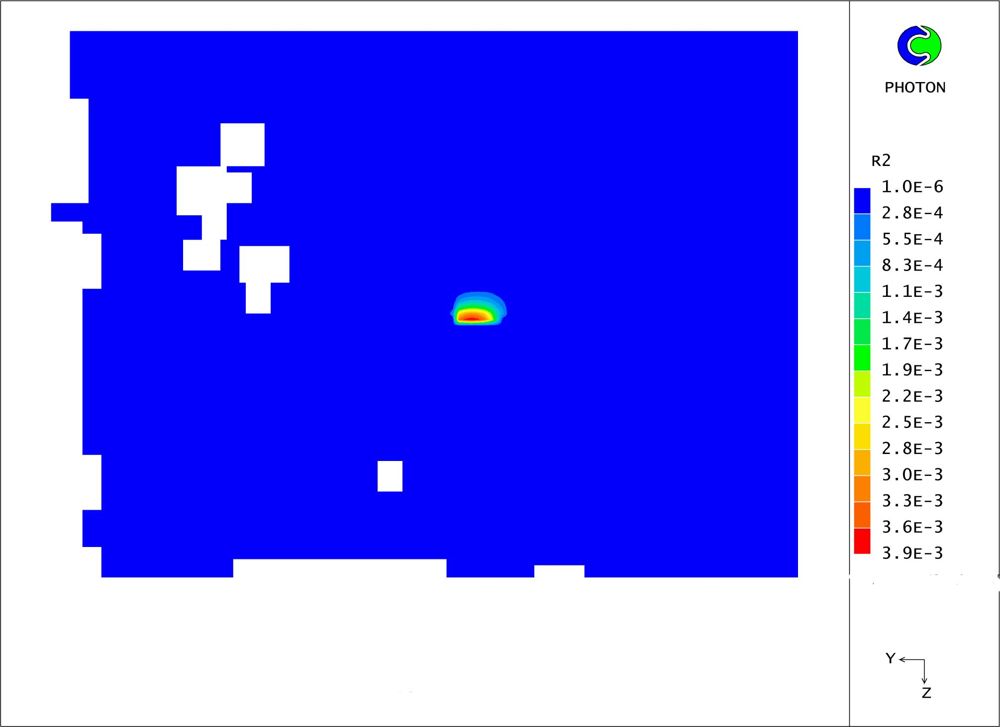 PHOTON
R2
1.0E-6
2.8E-4
5.5E-4
8.3E-4
1.1E-3
1.4E-3
1.7E-3
1.9E-3
2.2E-3
2.5E-3
2.8E-3
3.0E-3
3.3E-3
3.6E-3
3.9E-3
Y
Z